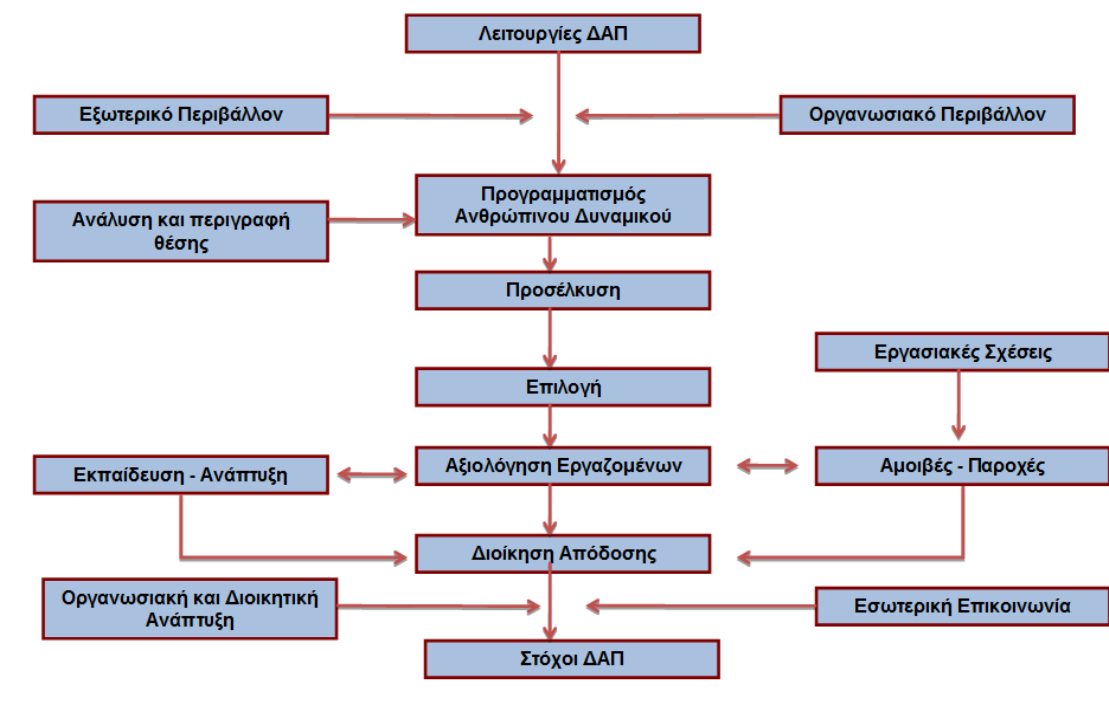 Λειτουργίες ΔΑΠ
Εξωτερικό Περιβάλλον
Οργανωσιακό Περιβάλλον
Προγραμματισμός
Ανθρώπινου Δυναμικού
Ανάλυση και περιγραφή
θέσης
Προσέλκυση
Εργασιακές Σχέσεις
Επιλογή
Εκπαίδευση - Ανάπτυξη
Αξιολόγηση Εργαζομένων
Αμοιβές - Παροχές
Διοίκηση Απόδοσης
Οργανωσιακή και Διοικητική
Ανάπτυξη
Εσωτερική Επικοινωνία
Στόχοι ΔΑΠ